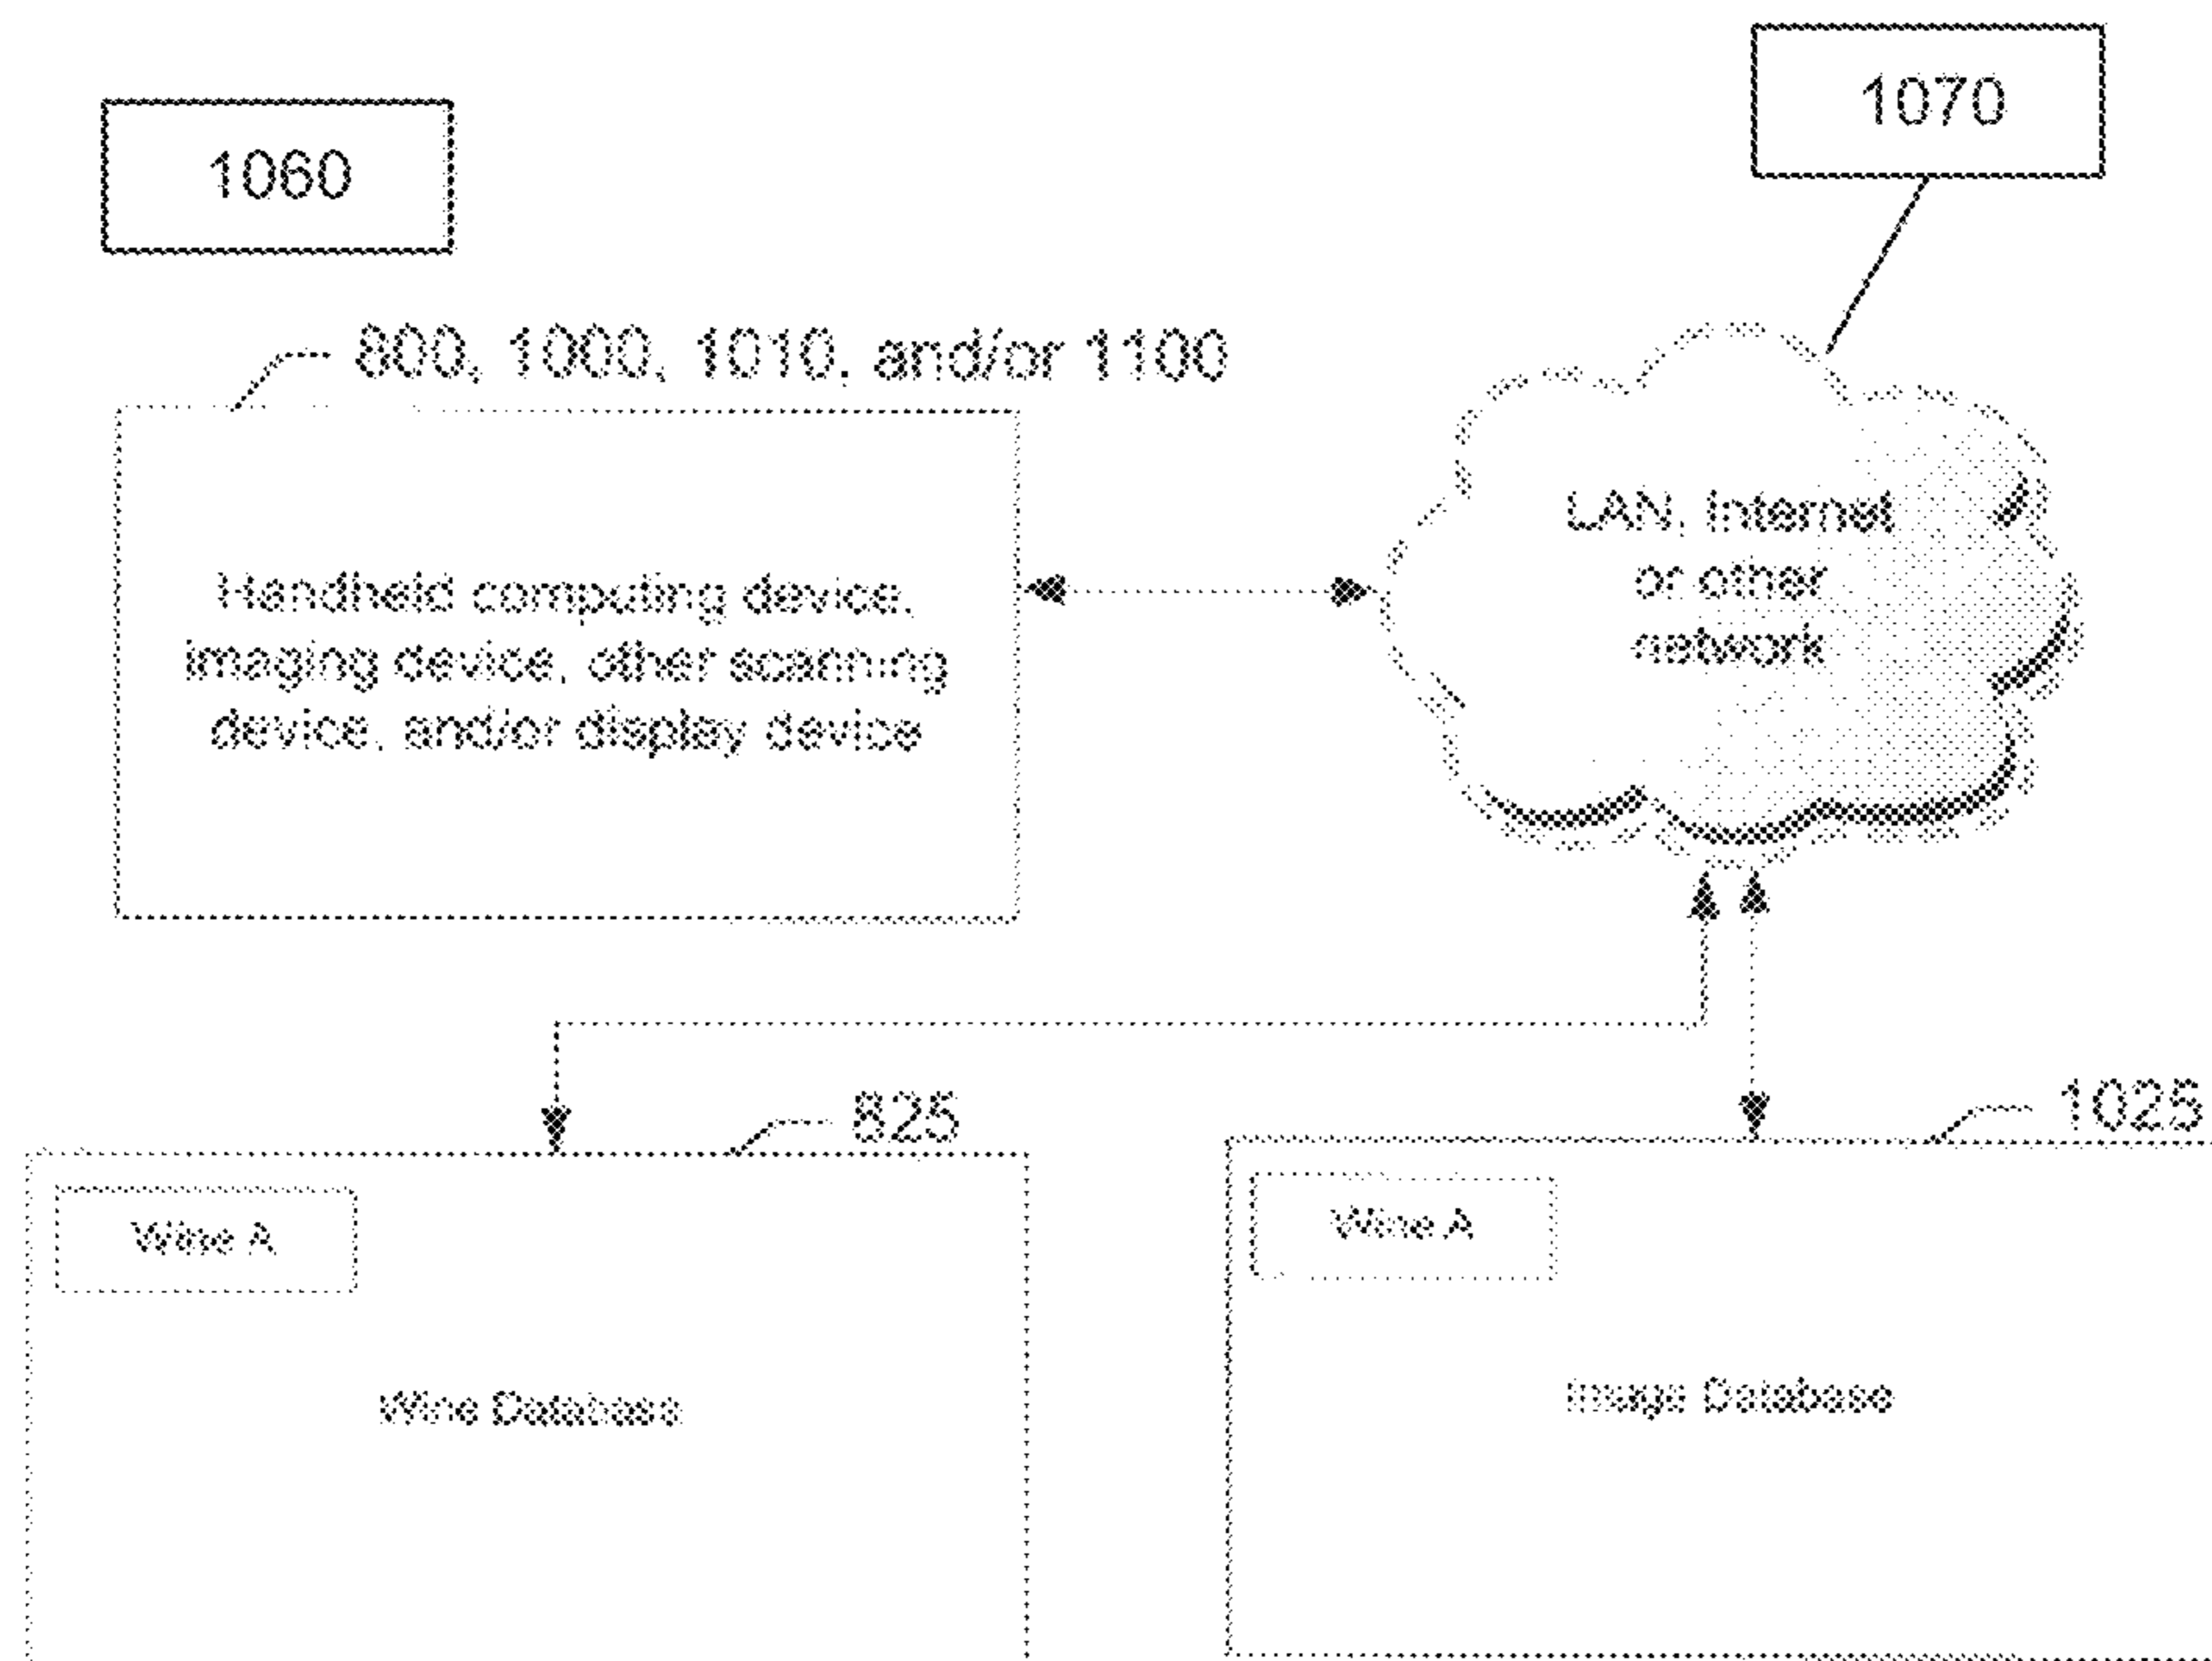 1070
1060
800, 1000, 1010, and/or 1100
LAN, Internet
or other
network
Handheld computing device,
imaging device, other scanning
device, and/or display device
825
1025
Wine A
Wine A
Wine Database
Image Database